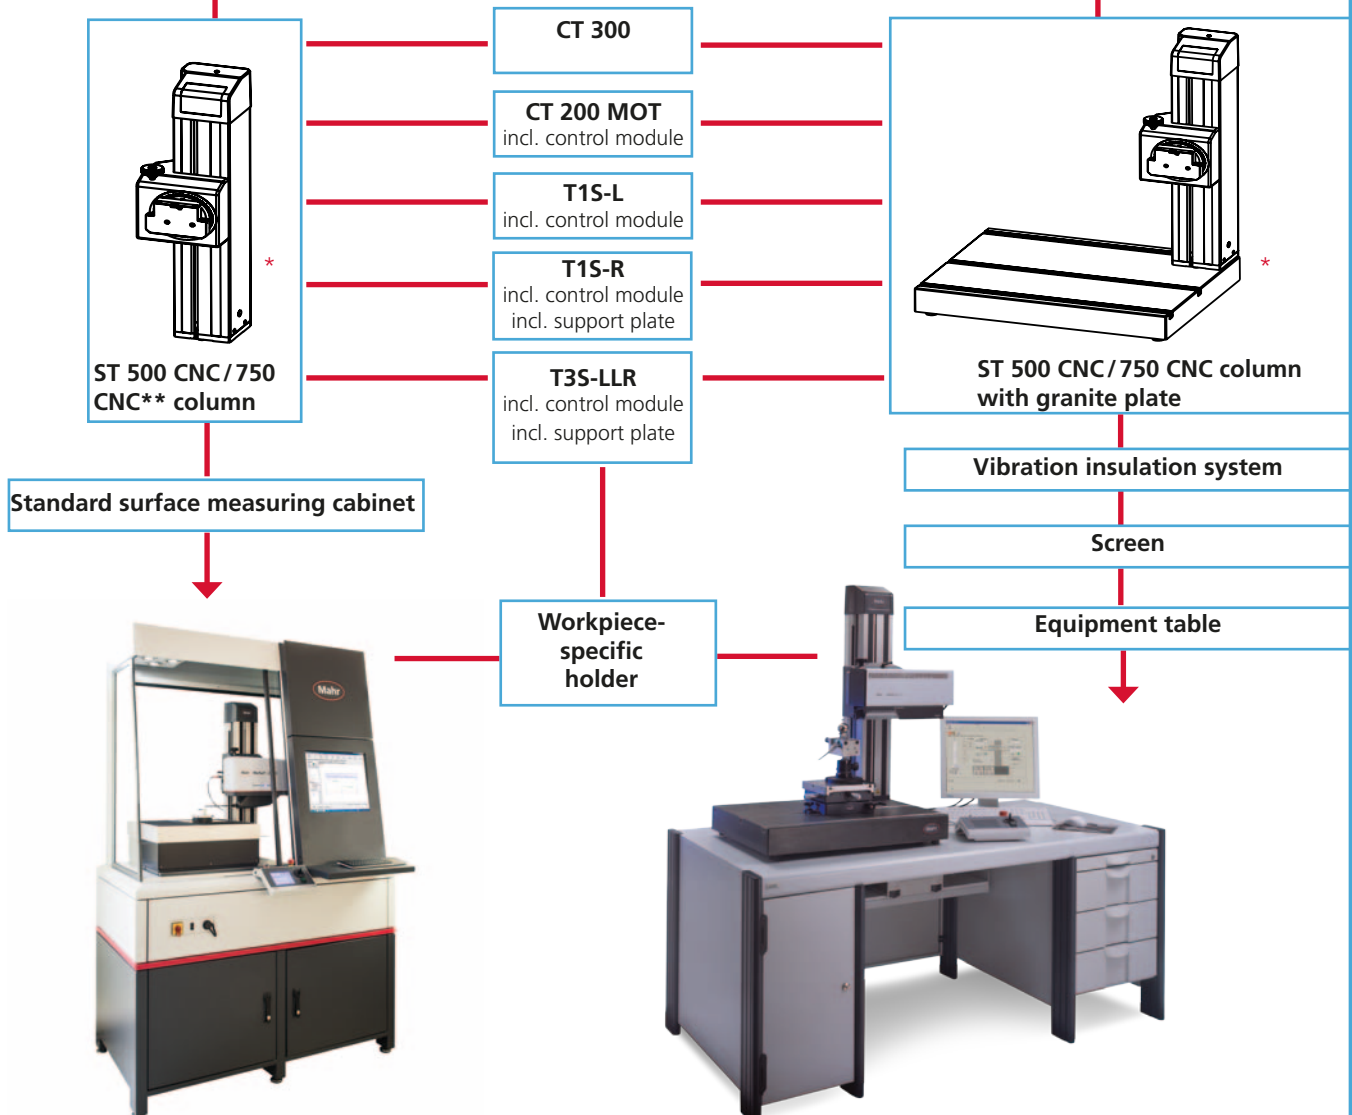 CT 300
CT 200 MOT
incl. control module
T1S-L
incl. control module
T1S-R
incl. control module
incl. support plate
T3S-LLR
incl. control module
incl. support plate
*
ST 500 CNC / 750
CNC** column
*
ST 500 CNC / 750 CNC column
with granite plate
Standard surface measuring cabinet
Vibration insulation system
Screen
Equipment table
Workpiece-
specific
holder
Mahr
Mahr